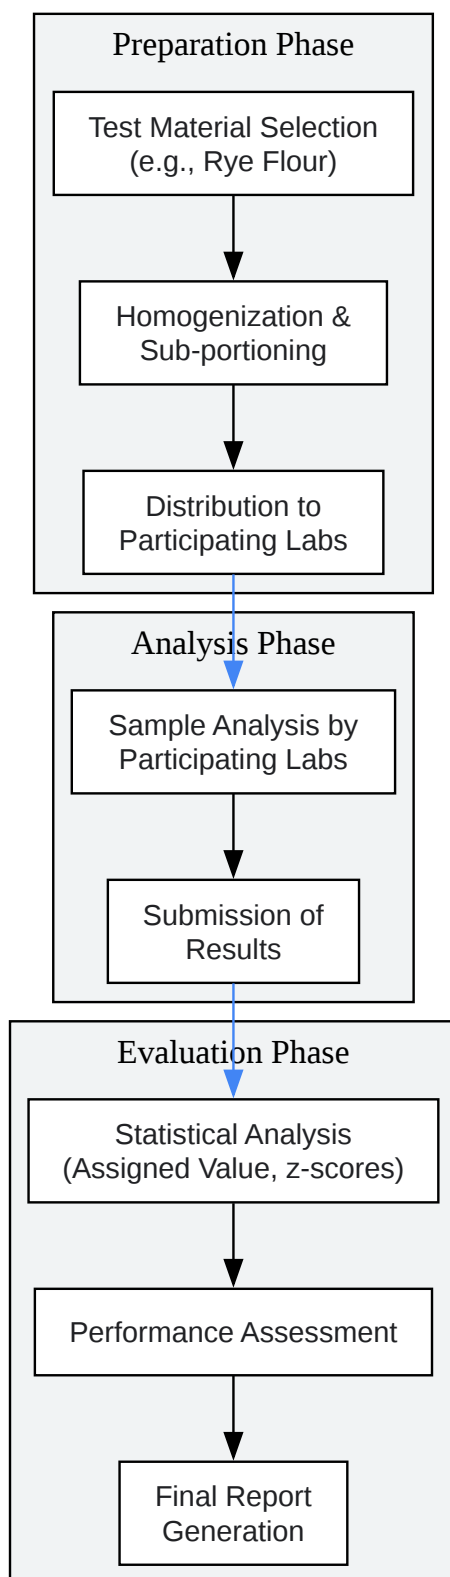 Preparation Phase
Test Material Selection
(e.g., Rye Flour)
Homogenization &
Sub-portioning
Distribution to
Participating Labs
Analysis Phase
Sample Analysis by
Participating Labs
Submission of
Results
Evaluation Phase
Statistical Analysis
(Assigned Value, z-scores)
Performance Assessment
Final Report
Generation